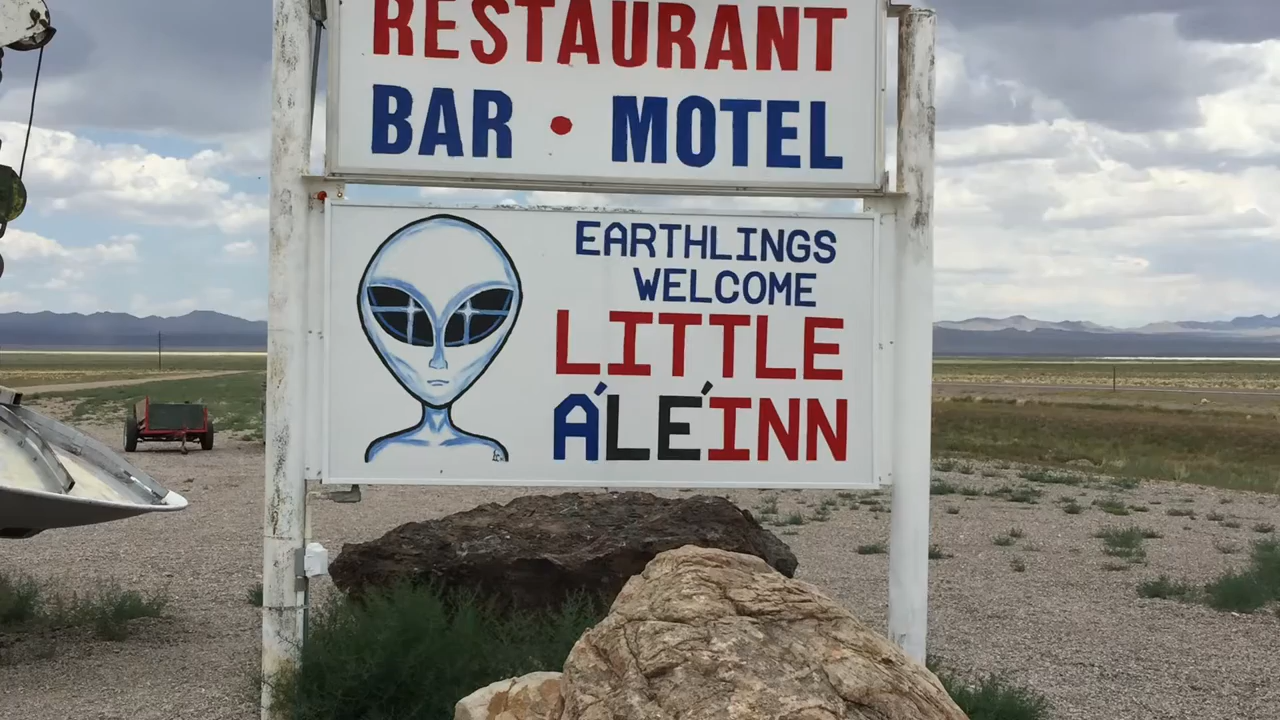 RESTAURANT
BAR • MOTEL
EARTHLINGS
WELCOME
LITTLE
A'LE'INN